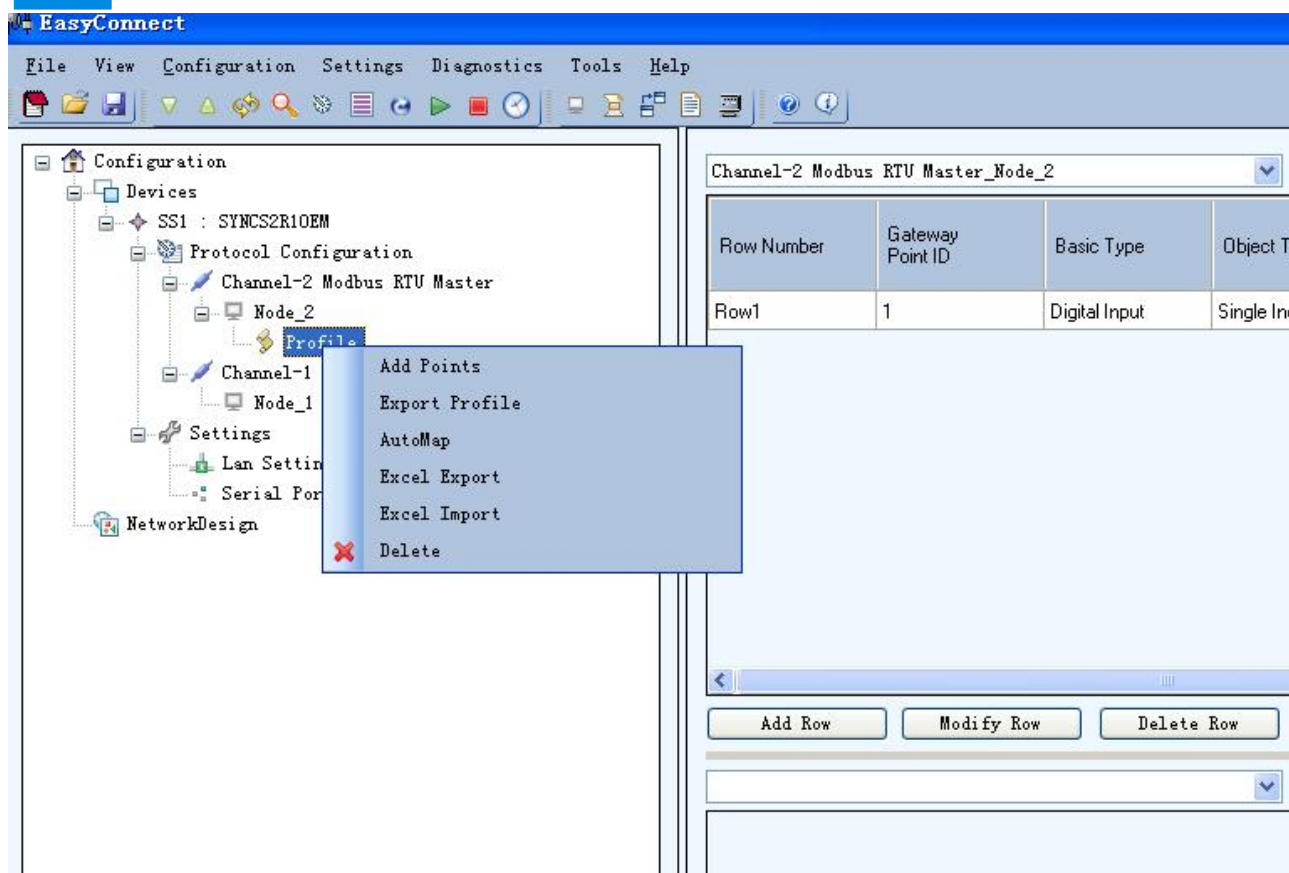 EasyConnect
File View Configuration Settings Diagnostics Tools Help
Configuration
Devices
SS1 : SYNCS2R10EM
Protocol Configuration
Channel-2 Modbus RTU Master
Node_2
Profile
Channel-1
Node_1
Settings
Lan Settin
Serial Por
NetworkDesign
Add Points
Export Profile
AutoMap
Excel Export
Excel Import
Delete
Channel-2 Modbus RTU Master_Node_2
Row Number Gateway Point ID Basic Type Object T
Row1 1 Digital Input Single In
Add Row Modify Row Delete Row